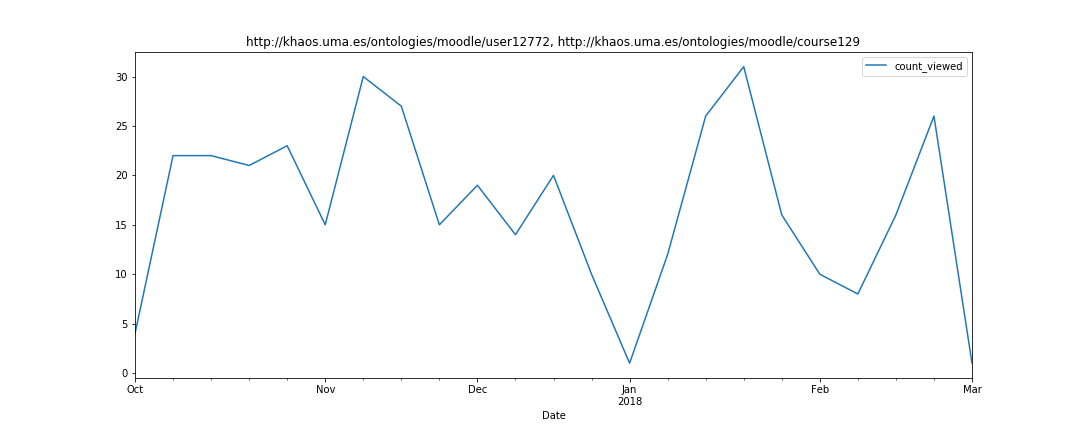 http://khaos.uma.es/ontologies/moodle/user12772, http://khaos.uma.es/ontologies/moodle/course129
count_viewed
30
25
20
15
10
5
0
Oct Nov Dec Jan Feb Mar
2018
Date